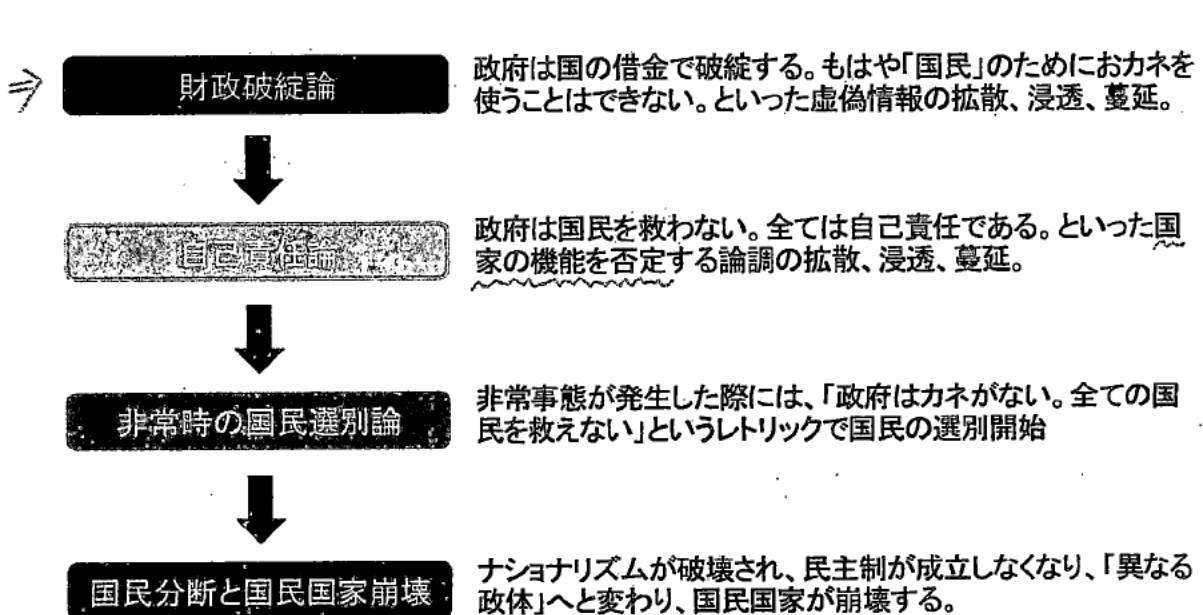 財政破綻論
政府は国の借金で破綻する。もはや「国民」のためにおカネを
使うことはできない。といった虚偽情報の拡散、浸透、蔓延。
自己責任論
政府は国民を救わない。全ては自己責任である。といった国
家の機能を否定する論調の拡散、浸透、蔓延。
非常時の国民選別論
非常事態が発生した際には、「政府はカネがない。全ての国
民を救えない」というレトリックで国民の選別開始
国民分断と国民国家崩壊
ナショナリズムが破壊され、民主制が成立しなくなり、「異なる
政体」へと変わり、国民国家が崩壊する。